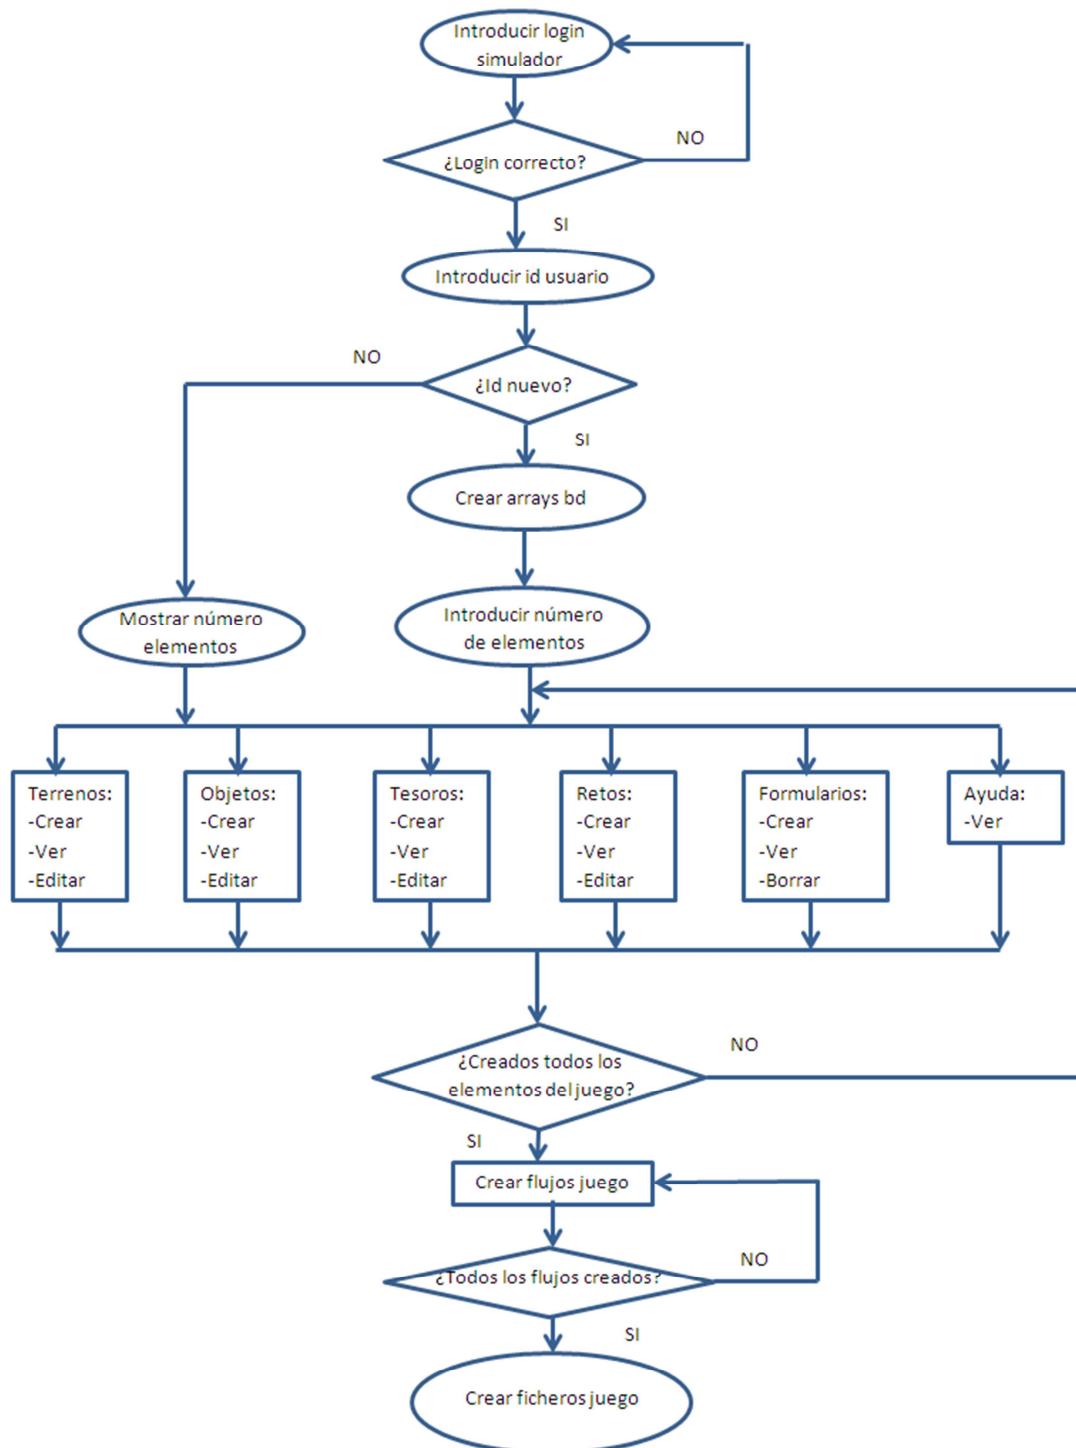 Introducir login
simulador
¿Login correcto?
NO
SI
Introducir id usuario
NO
¿Id nuevo?
SI
Crear arrays bd
Mostrar número
elementos
Introducir número
de elementos
Terrenos:
-Crear
-Ver
-Editar
Objetos:
-Crear
-Ver
-Editar
Tesoros:
-Crear
-Ver
-Editar
Retos:
-Crear
-Ver
-Editar
Formularios:
-Crear
-Ver
-Borrar
Ayuda:
-Ver
¿Creados todos los
elementos del juego?
NO
SI
Crear flujos juego
¿Todos los flujos creados?
NO
SI
Crear ficheros juego